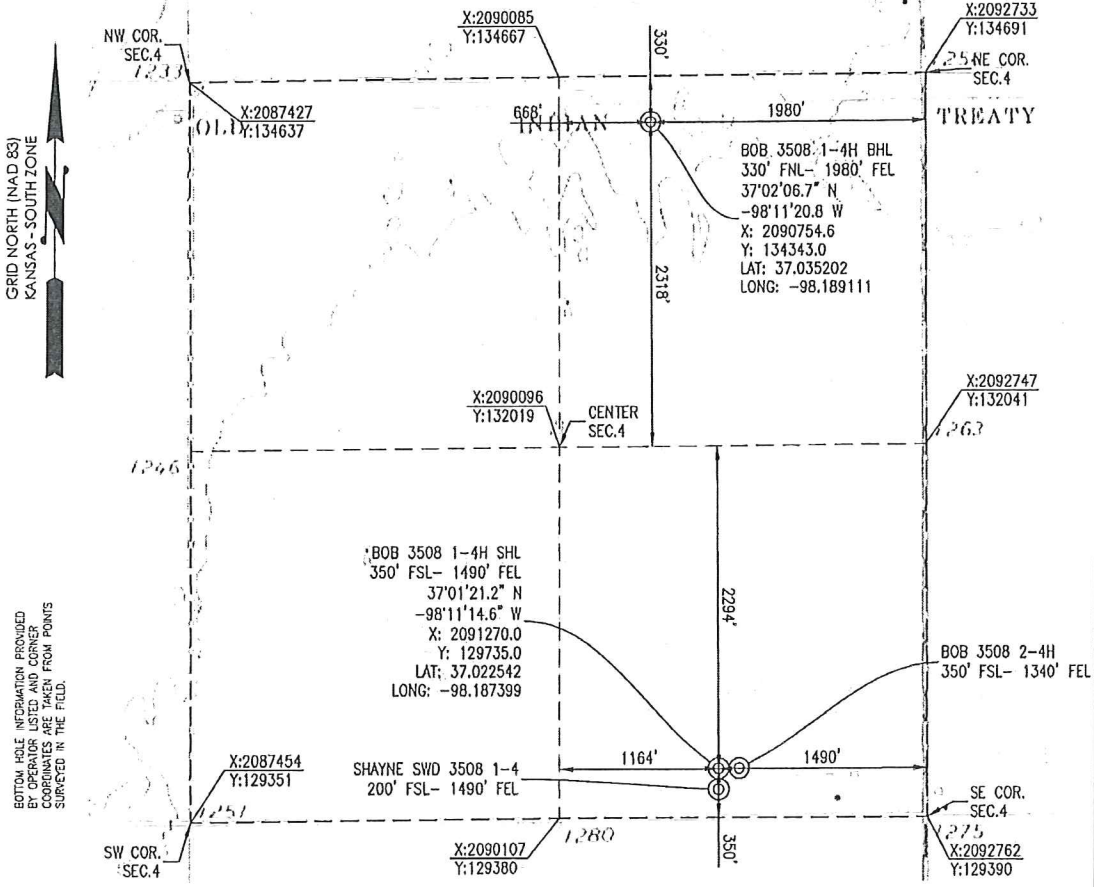 X:2090085
Y:134667
X:2092733
Y:134691
NW COR.
SEC.4
1233
330'
NE COR.
SEC.4
X:2087427
Y:134637
OLD
668'
INDIAN
1980'
TREATY
GRID NORTH (NAD 83)
KANSAS - SOUTH ZONE
N
BOB 3508 1-4H BHL
330' FNL- 1980' FEL
37°02'06.7" N
-98°11'20.8 W
X: 2090754.6
Y: 134343.0
LAT: 37.035202
LONG: -98.189111
2318'
X:2090096
Y:132019
CENTER
SEC.4
X:2092747
Y:132041
1263
1246
BOB 3508 1-4H SHL
350' FSL- 1490' FEL
37°01'21.2" N
-98°11'14.6" W
X: 2091270.0
Y: 129735.0
LAT: 37.022542
LONG: -98.187399
2294'
BOB 3508 2-4H
350' FSL- 1340' FEL
BOTTOM HOLE INFORMATION PROVIDED
BY OPERATOR LISTED AND CORNER
COORDINATES ARE TAKEN FROM POINTS
SURVEYED IN THE FIELD.
X:2087454
Y:129351
1164'
1490'
SHAYNE SWD 3508 1-4
200' FSL- 1490' FEL
SE COR.
SEC.4
1251
1280
1275
SW COR.
SEC.4
X:2090107
Y:129380
350'
X:2092762
Y:129390